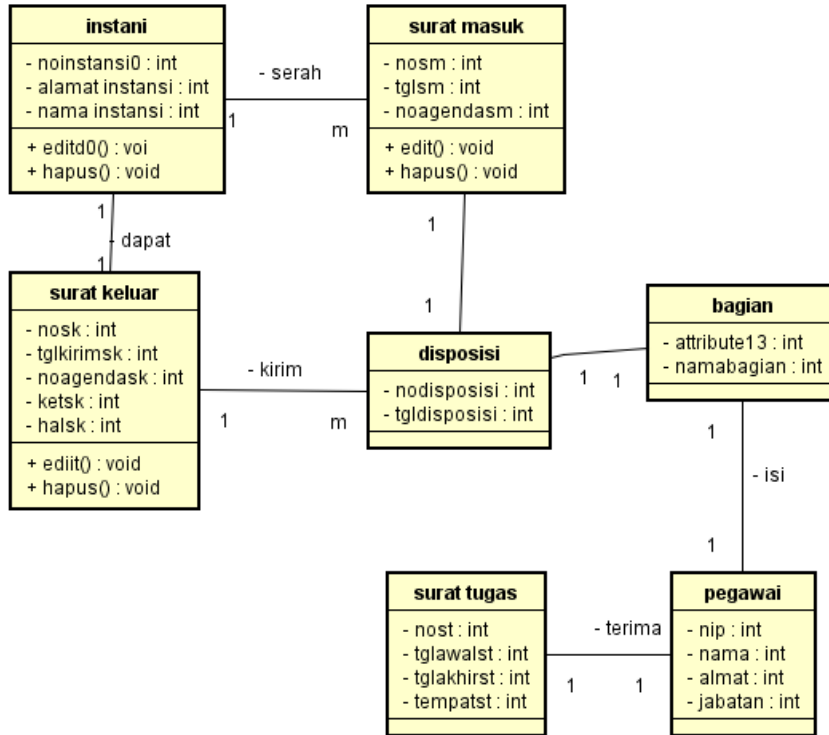 instani
- noinstansi0 : int
- alamat instansi : int
- nama instansi : int
+ editd0() : voi
+ hapus() : void
- serah
1
m
surat masuk
- nosm : int
- tglsm : int
- noagendasm : int
+ edit() : void
+ hapus() : void
1
- dapat
1
1
1
surat keluar
- nosk : int
- tglkirimsk : int
- noagendask : int
- ketsk : int
- halsk : int
+ ediit() : void
+ hapus() : void
- kirim
1
m
disposisi
- nodisposisi : int
- tgldisposisi : int
1
1
bagian
- attribute13 : int
- namabagian : int
1
- isi
1
surat tugas
- nost : int
- tglawalst : int
- tglakhirst : int
- tempatst : int
- terima
1
1
pegawai
- nip : int
- nama : int
- almat : int
- jabatan : int